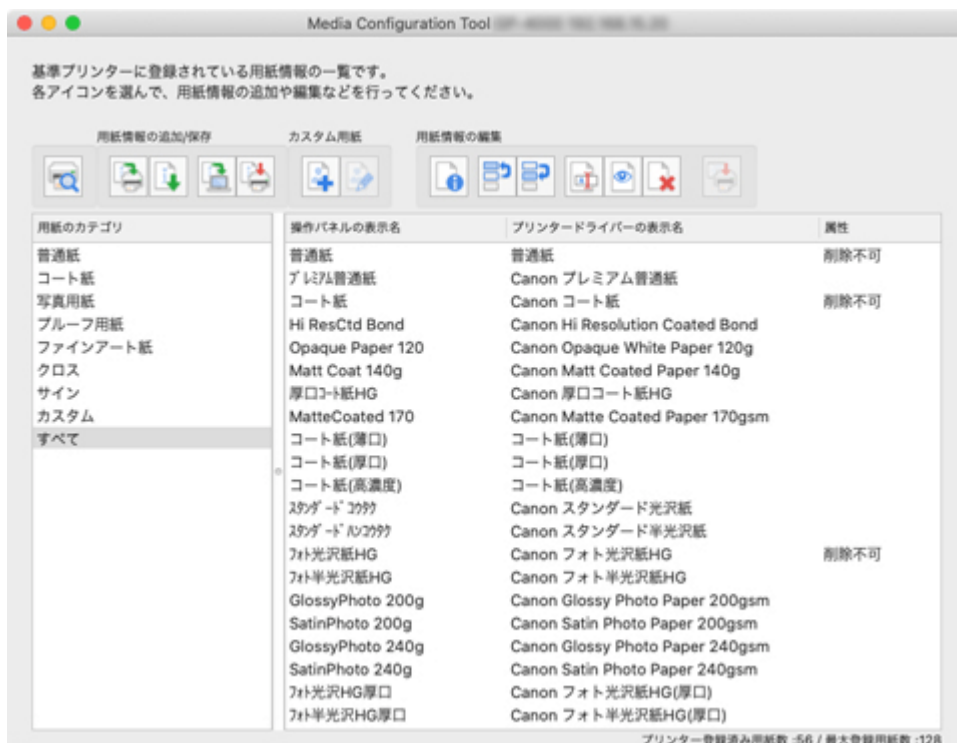 Media Configuration Tool
基準プリンターに登録されている用紙情報の一覧です。
各アイコンを選んで、用紙情報の追加や編集などを行ってください。
用紙情報の追加/保存 カスタム用紙 用紙情報の編集
用紙のカテゴリ 操作パネルの表示名 プリンタードライバーの表示名 属性
普通紙 普通紙 普通紙 削除不可
コート紙 プレミアム普通紙 Canon プレミアム普通紙
写真用紙 コート紙 Canon コート紙 削除不可
プルーフ用紙 Hi ResCtd Bond Canon Hi Resolution Coated Bond
ファインアート紙 Opaque Paper 120 Canon Opaque White Paper 120g
クロス Matt Coat 140g Canon Matt Coated Paper 140g
サイン 厚口コート紙HG Canon 厚口コート紙HG
カスタム MatteCoated 170 Canon Matte Coated Paper 170gsm
すべて コート紙(薄口) コート紙(薄口)
コート紙(厚口) コート紙(厚口)
コート紙(高濃度) コート紙(高濃度)
スタンダードコウタク Canon スタンダード光沢紙
スタンダードハンコウタク Canon スタンダード半光沢紙
フォト光沢紙HG Canon フォト光沢紙HG 削除不可
フォト半光沢紙HG Canon フォト半光沢紙HG
GlossyPhoto 200g Canon Glossy Photo Paper 200gsm
SatinPhoto 200g Canon Satin Photo Paper 200gsm
GlossyPhoto 240g Canon Glossy Photo Paper 240gsm
SatinPhoto 240g Canon Satin Photo Paper 240gsm
フォト光沢HG厚口 Canon フォト光沢紙HG(厚口)
フォト半光沢HG厚口 Canon フォト半光沢紙HG(厚口)
プリンター登録済み用紙数 :56 / 最大登録用紙数 :128